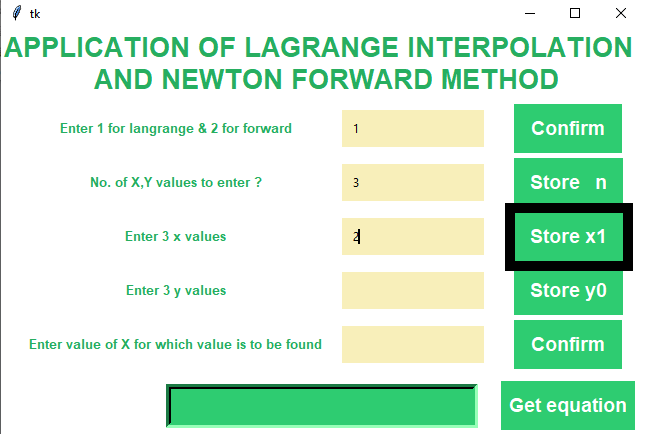 tk
APPLICATION OF LAGRANGE INTERPOLATION
AND NEWTON FORWARD METHOD
Enter 1 for langrange & 2 for forward 1 Confirm
No. of X,Y values to enter ? 3 Store n
Enter 3 x values 2 Store x1
Enter 3 y values Store y0
Enter value of X for which value is to be found Confirm
Get equation